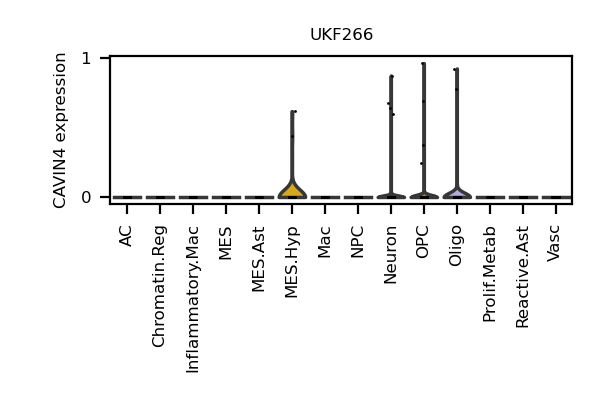 UKF266
CAVIN4 expression
1
0
AC
Chromatin.Reg
Inflammatory.Mac
MES
MES.Ast
MES.Hyp
Mac
NPC
Neuron
OPC
Oligo
Prolif.Metab
Reactive.Ast
Vasc